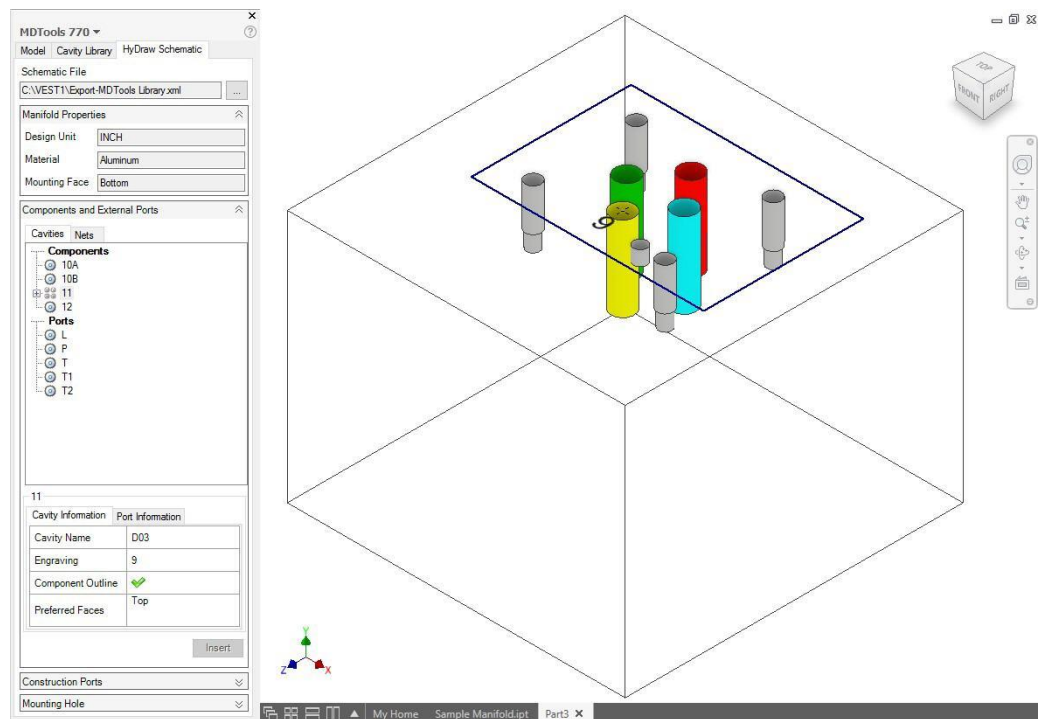 MDTools 770
Model Cavity Library HyDraw Schematic
Schematic File
C:\VEST1\Export-MDTools Library.xml ...
Manifold Properties
Design Unit INCH
Material Aluminum
Mounting Face Bottom
Components and External Ports
Cavities Nets
Components
10A
10B
11
12
Ports
L
P
T
T1
T2
11
Cavity Information Port Information
Cavity Name D03
Engraving 9
Component Outline
Preferred Faces Top
Insert
Construction Ports
Mounting Hole
9
TOP
FRONT RIGHT
Y
Z X
My Home Sample Manifold.ipt Part3